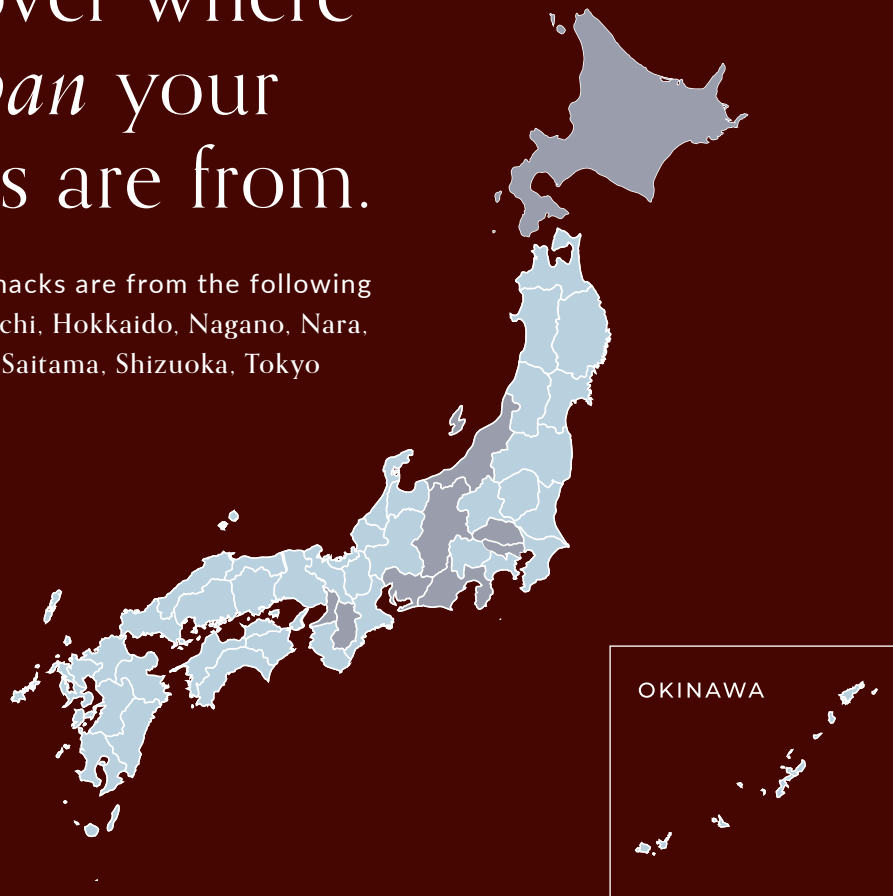 over where
pan your
s are from.
nacks are from the following
chi, Hokkaido, Nagano, Nara,
Saitama, Shizuoka, Tokyo
OKINAWA